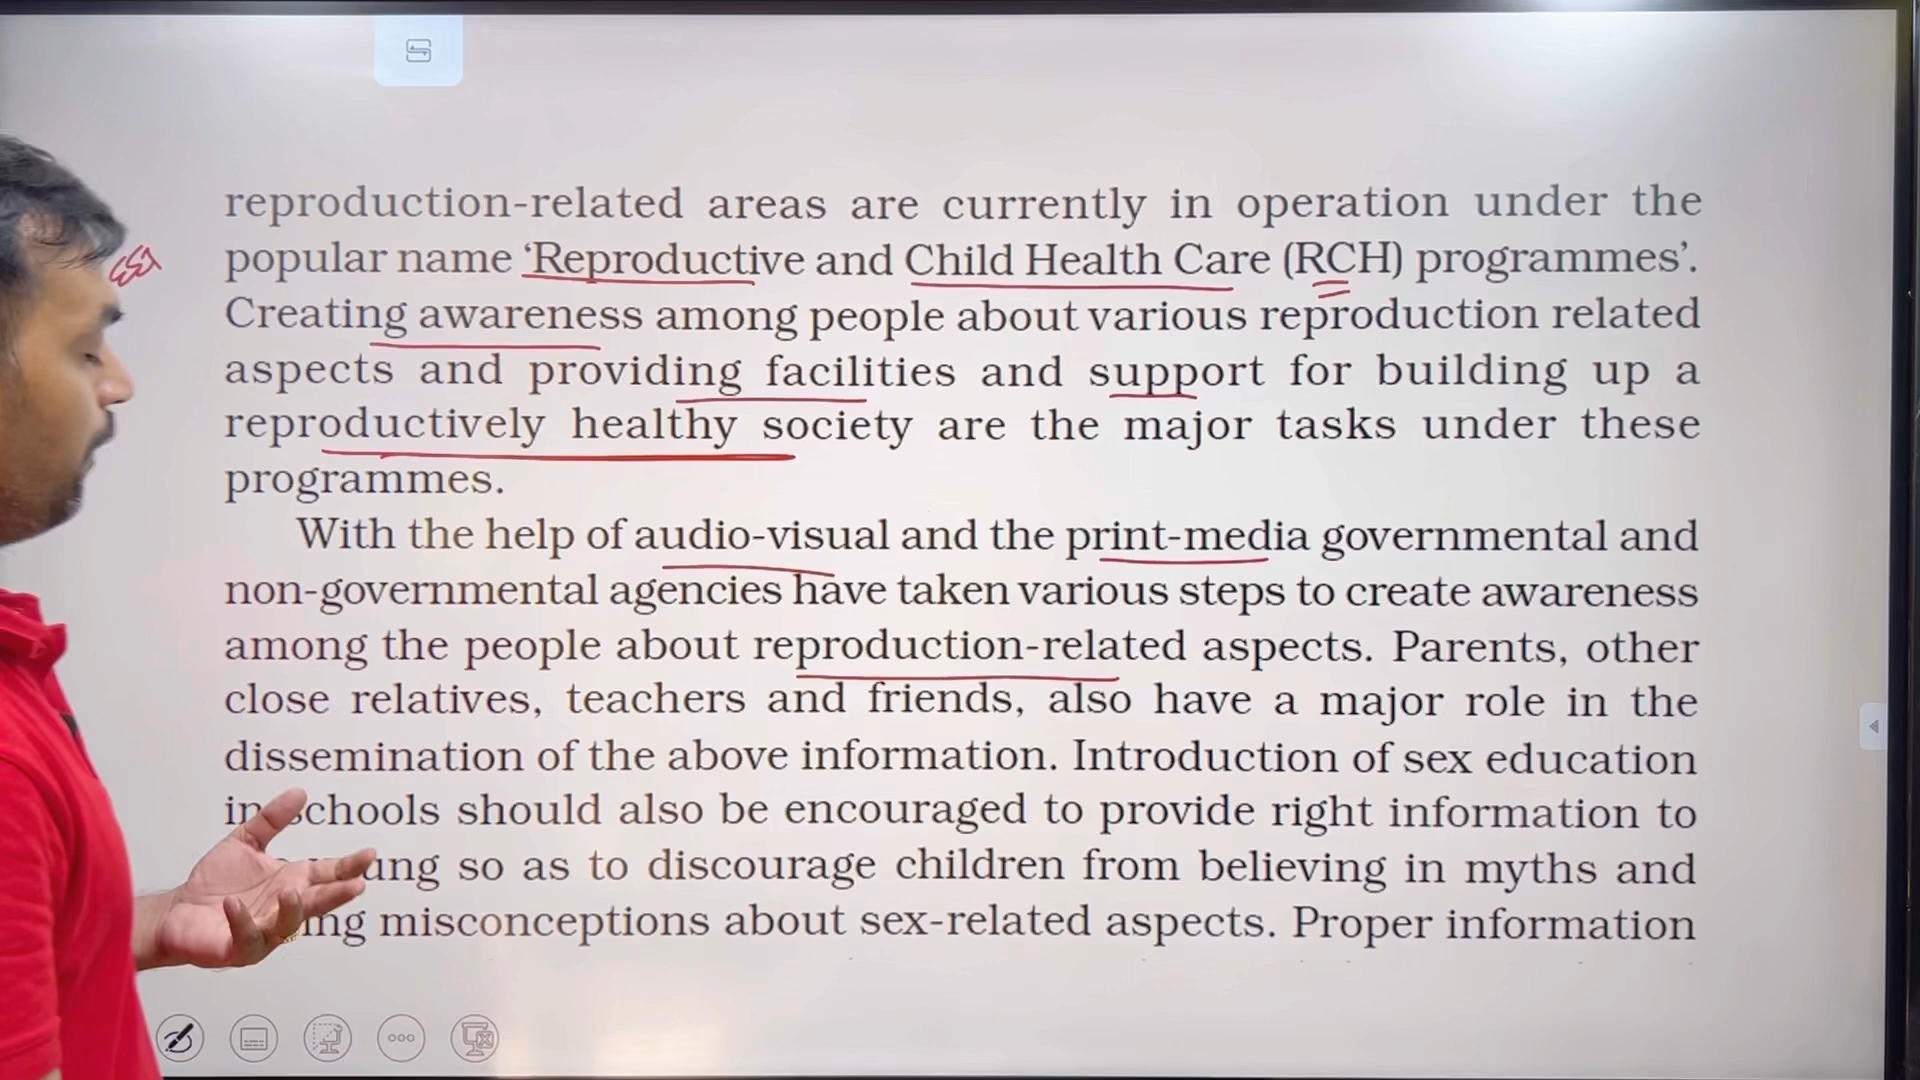 reproduction-related areas are currently in operation under the
popular name ‘Reproductive and Child Health Care (RCH) programmes’.
Creating awareness among people about various reproduction related
aspects and providing facilities and support for building up a
reproductively healthy society are the major tasks under these
programmes.
With the help of audio-visual and the print-media governmental and
non-governmental agencies have taken various steps to create awareness
among the people about reproduction-related aspects. Parents, other
close relatives, teachers and friends, also have a major role in the
dissemination of the above information. Introduction of sex education
in schools should also be encouraged to provide right information to
so as to discourage children from believing in myths and
misconceptions about sex-related aspects. Proper information